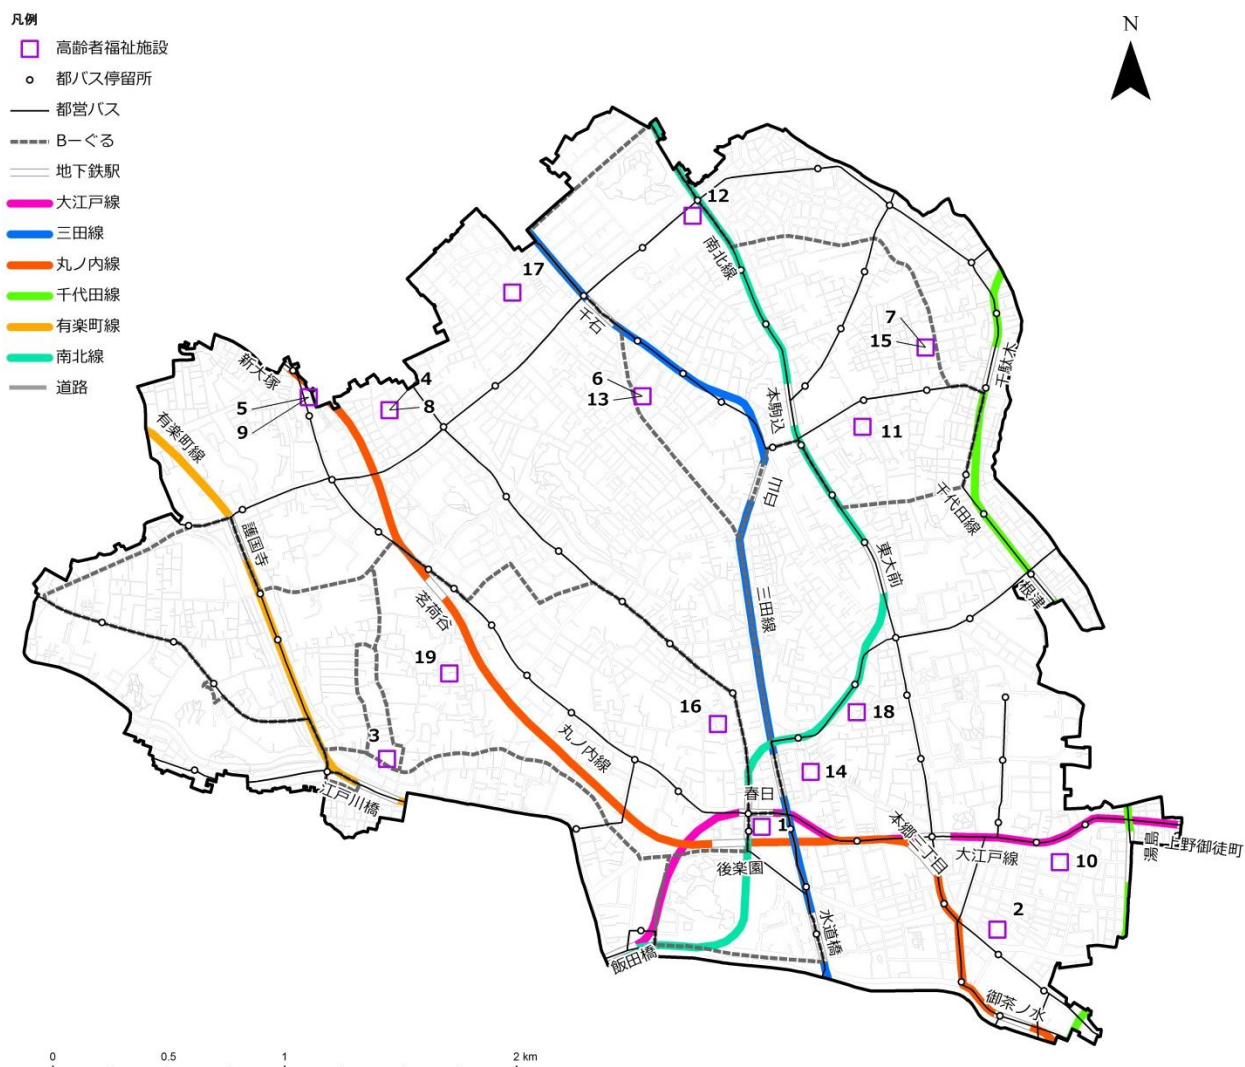 凡例
高齢者福祉施設
都バス停留所
都営バス
Bーぐる
地下鉄駅
大江戸線
三田線
丸ノ内線
千代田線
有楽町線
南北線
道路
N
12
南北線
17
千石
7
15
千駄木
新大塚
4
5
8
9
6
13
本駒込
11
有楽町線
白山
千代田線
護国寺
東大前
根津
茗荷谷
三田線
19
16
18
3
丸ノ内線
14
江戸川橋
春日
1
本郷三丁目
大江戸線
湯島
上野御徒町
後楽園
10
2
水道橋
飯田橋
御茶ノ水
0 0.5 1 2 km